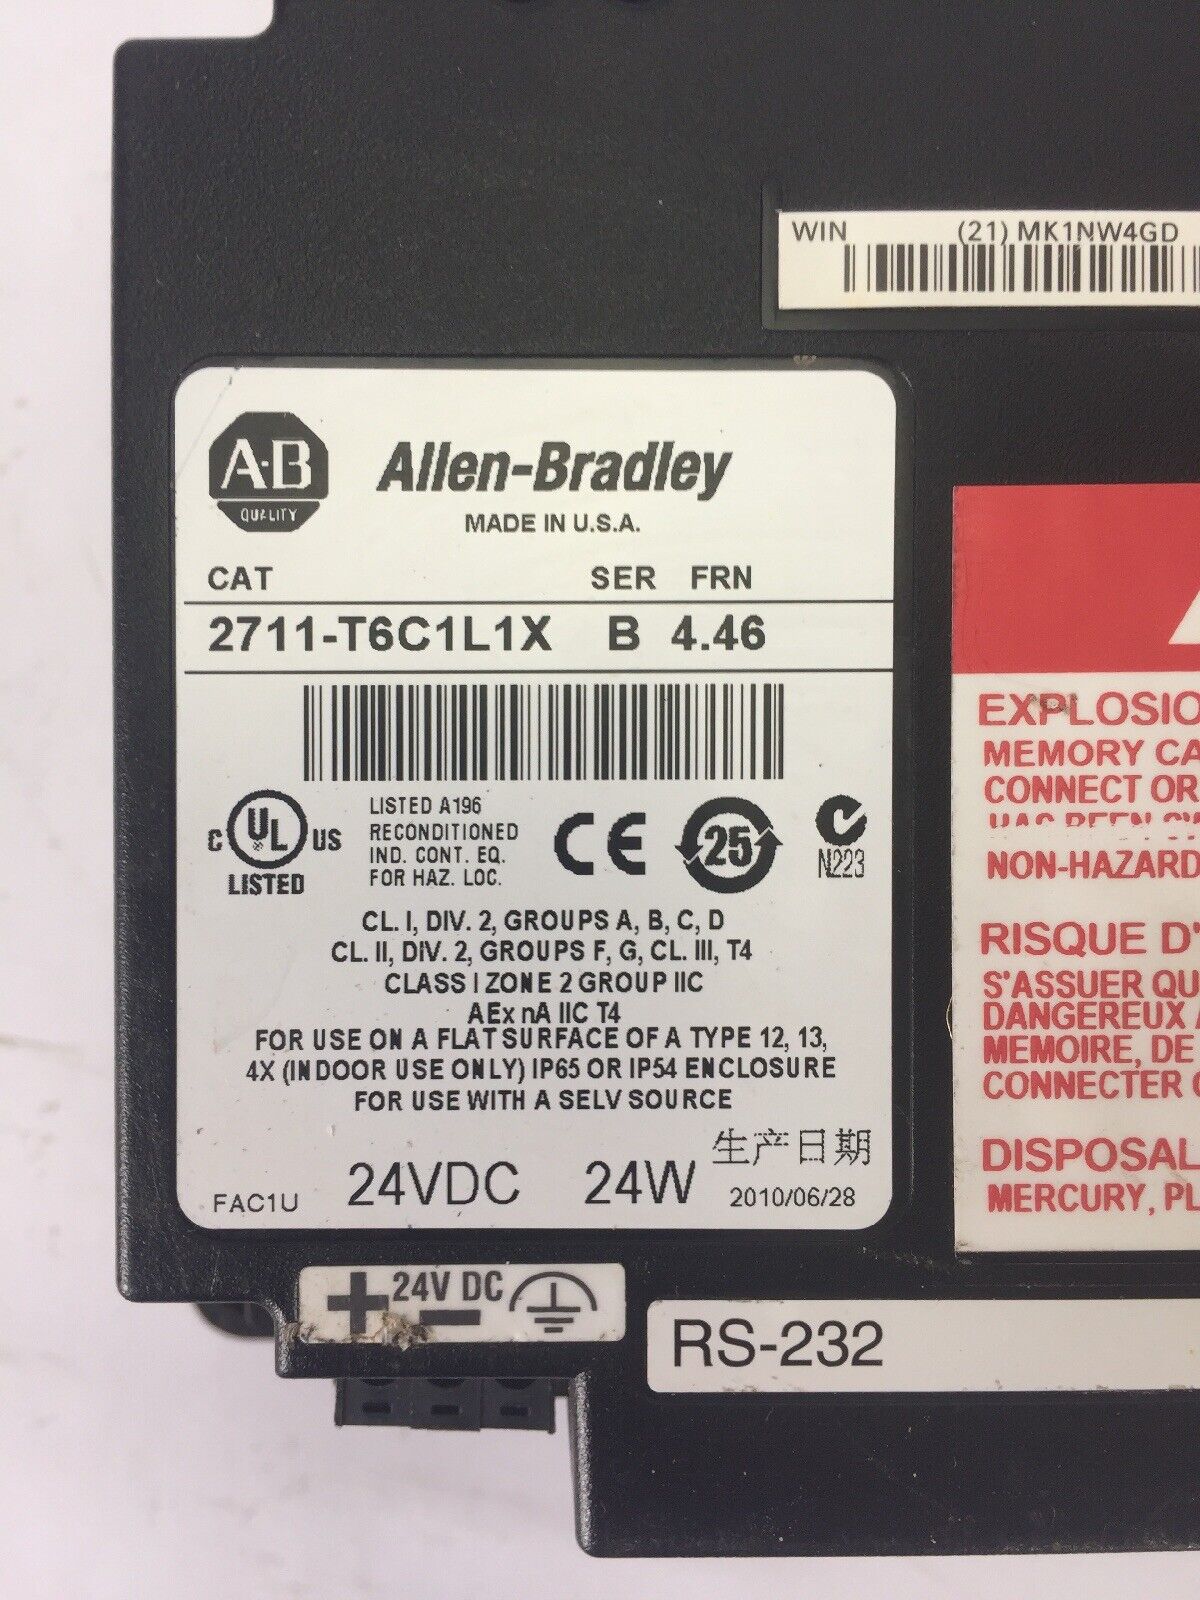 WIN (21) MK1NW4GD
A·B
QUALITY
Allen-Bradley
MADE IN U.S.A.
CAT SER FRN
2711-T6C1L1X B 4.46
C UL US
LISTED
LISTED A196
RECONDITIONED
IND. CONT. EQ.
FOR HAZ. LOC.
CE
25
N223
CL. I, DIV. 2, GROUPS A, B, C, D
CL. II, DIV. 2, GROUPS F, G, CL. III, T4
CLASS I ZONE 2 GROUP IIC
AEx nA IIC T4
FOR USE ON A FLAT SURFACE OF A TYPE 12, 13,
4X (INDOOR USE ONLY) IP65 OR IP54 ENCLOSURE
FOR USE WITH A SELV SOURCE
生产日期
FAC1U 24VDC 24W 2010/06/28
EXPLOSIO
MEMORY CA
CONNECT OR
NON-HAZARD
RISQUE D'
S'ASSUER QU
DANGEREUX
MEMOIRE, DE
CONNECTER
DISPOSAL
MERCURY, PL
+ 24V DC −
RS-232